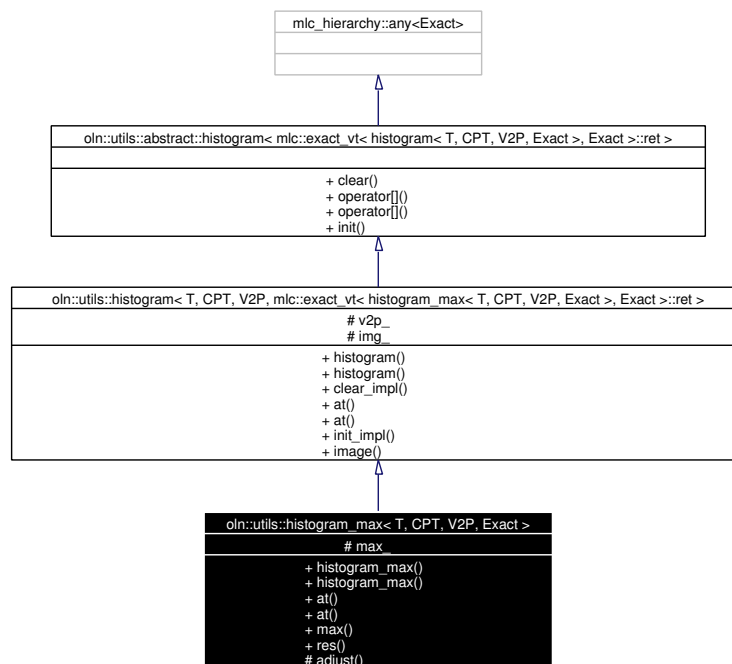 mlc_hierarchy::any<Exact>
oln::utils::abstract::histogram< mlc::exact_vt< histogram< T, CPT, V2P, Exact >, Exact >::ret >
+ clear()
+ operator[]()
+ operator[]()
+ init()
oln::utils::histogram< T, CPT, V2P, mlc::exact_vt< histogram_max< T, CPT, V2P, Exact >, Exact >::ret >
# v2p_
# img_
+ histogram()
+ histogram()
+ clear_impl()
+ at()
+ at()
+ init_impl()
+ image()
oln::utils::histogram_max< T, CPT, V2P, Exact >
# max_
+ histogram_max()
+ histogram_max()
+ at()
+ at()
+ max()
+ res()
# adjust()